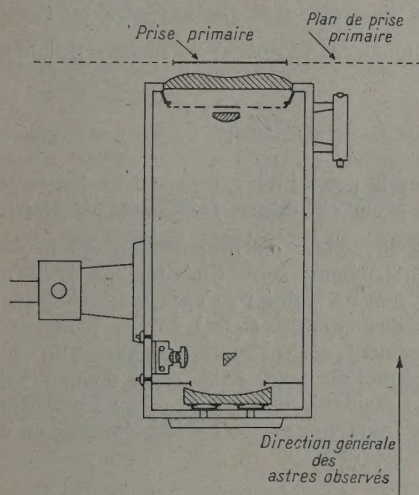 Prise primaire
Plan de prise
primaire
Direction générale
des
astres observés